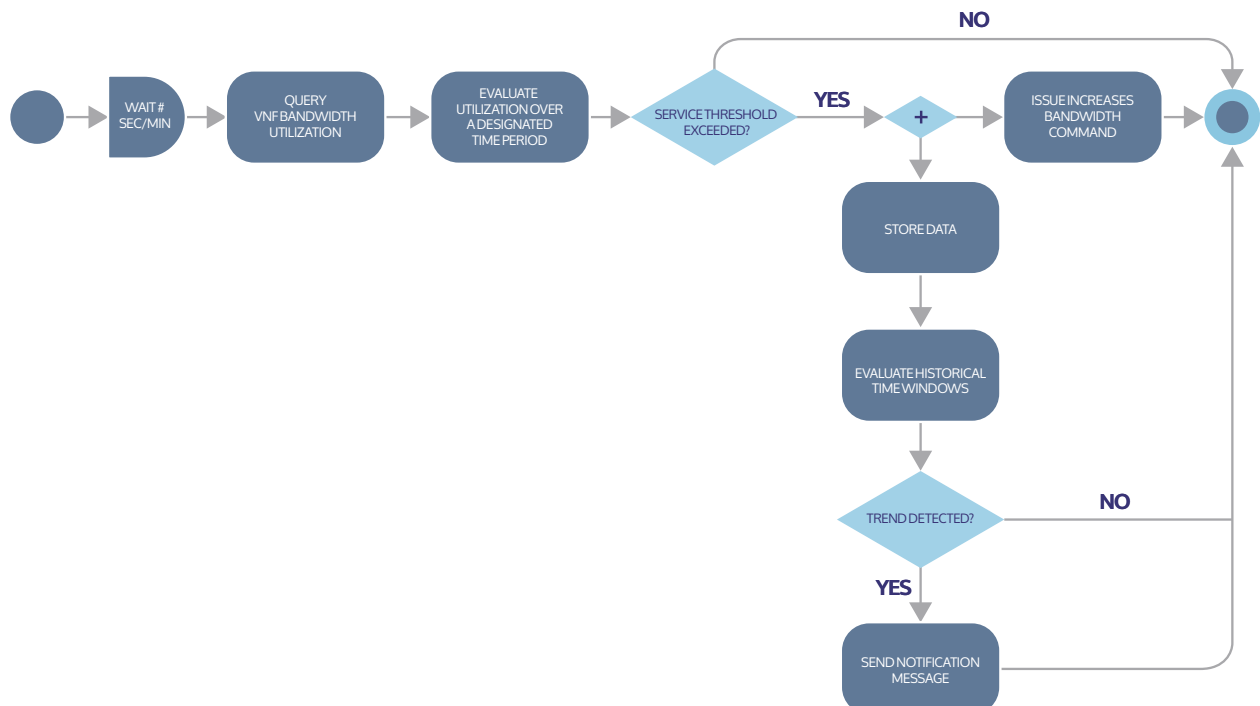 NO
WAIT #
SEC/MIN
QUERY
VNF BANDWIDTH
UTILIZATION
EVALUATE
UTILIZATION OVER
A DESIGNATED
TIME PERIOD
SERVICE THRESHOLD
EXCEEDED?
YES
+
ISSUE INCREASES
BANDWIDTH
COMMAND
STORE DATA
EVALUATE HISTORICAL
TIME WINDOWS
TREND DETECTED?
NO
YES
SEND NOTIFICATION
MESSAGE